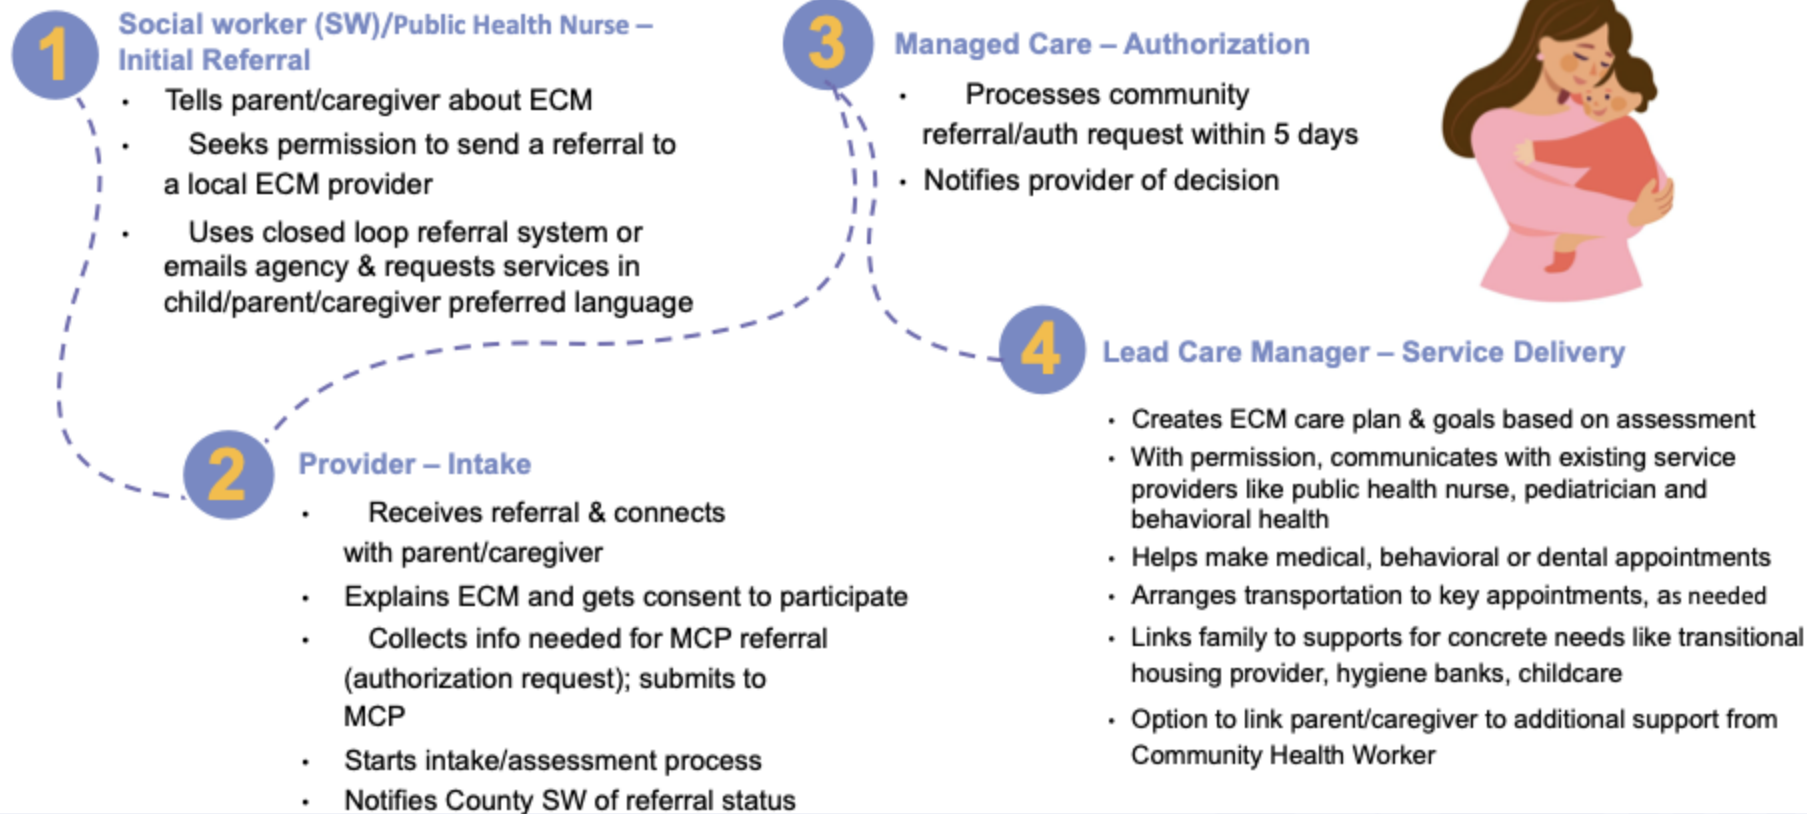 1
Social worker (SW)/Public Health Nurse –
Initial Referral
• Tells parent/caregiver about ECM
• Seeks permission to send a referral to
a local ECM provider
• Uses closed loop referral system or
emails agency & requests services in
child/parent/caregiver preferred language
2
Provider – Intake
• Receives referral & connects
with parent/caregiver
• Explains ECM and gets consent to participate
• Collects info needed for MCP referral
(authorization request); submits to
MCP
• Starts intake/assessment process
• Notifies County SW of referral status
3
Managed Care – Authorization
• Processes community
referral/auth request within 5 days
• Notifies provider of decision
4
Lead Care Manager – Service Delivery
• Creates ECM care plan & goals based on assessment
• With permission, communicates with existing service
providers like public health nurse, pediatrician and
behavioral health
• Helps make medical, behavioral or dental appointments
• Arranges transportation to key appointments, as needed
• Links family to supports for concrete needs like transitional
housing provider, hygiene banks, childcare
• Option to link parent/caregiver to additional support from
Community Health Worker